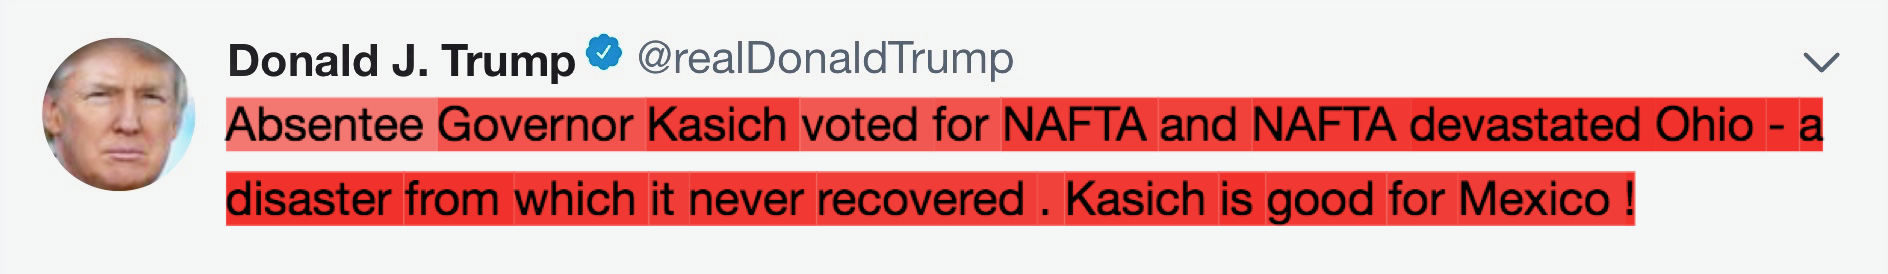 Donald J. Trump @realDonaldTrump
Absentee Governor Kasich voted for NAFTA and NAFTA devastated Ohio - a
disaster from which it never recovered . Kasich is good for Mexico !